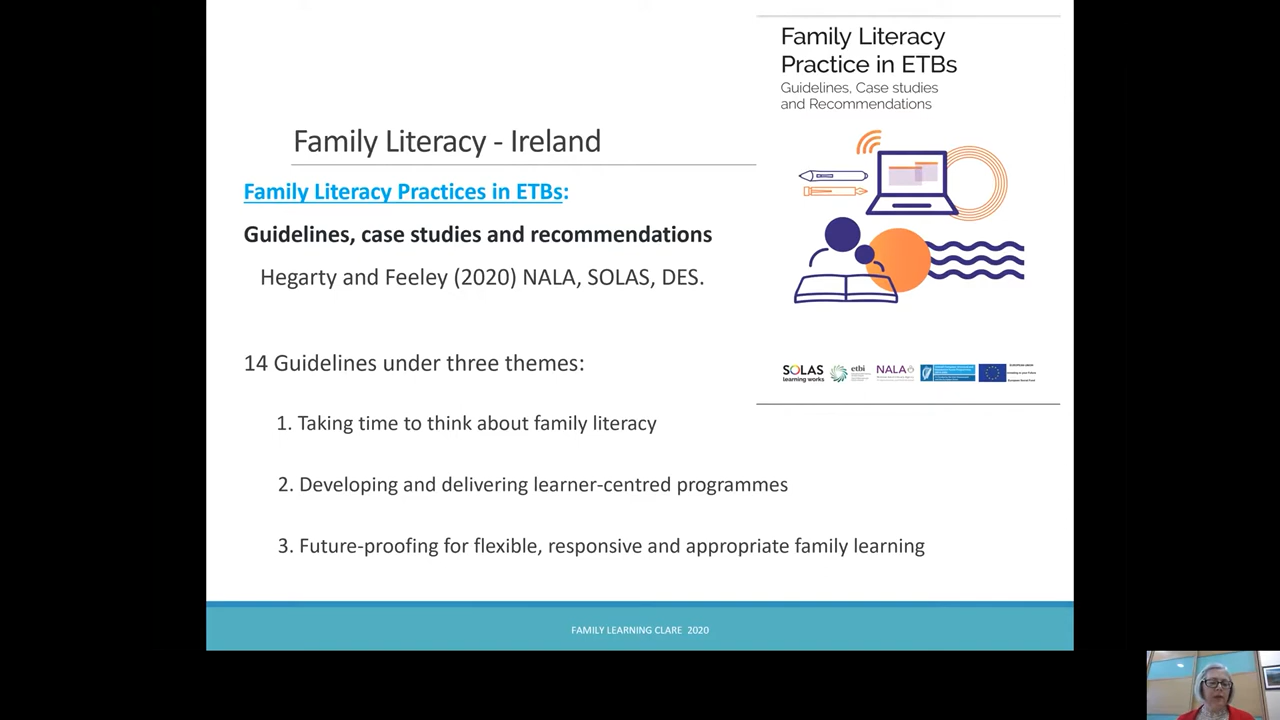 Family Literacy
Practice in ETBs
Guidelines, Case studies
and Recommendations
Family Literacy - Ireland
Family Literacy Practices in ETBs:
Guidelines, case studies and recommendations
Hegarty and Feeley (2020) NALA, SOLAS, DES.
14 Guidelines under three themes:
SOLAS
learning works
etbi
NALA
EUROPEAN UNION
1. Taking time to think about family literacy
2. Developing and delivering learner-centred programmes
3. Future-proofing for flexible, responsive and appropriate family learning
FAMILY LEARNING CLARE 2020